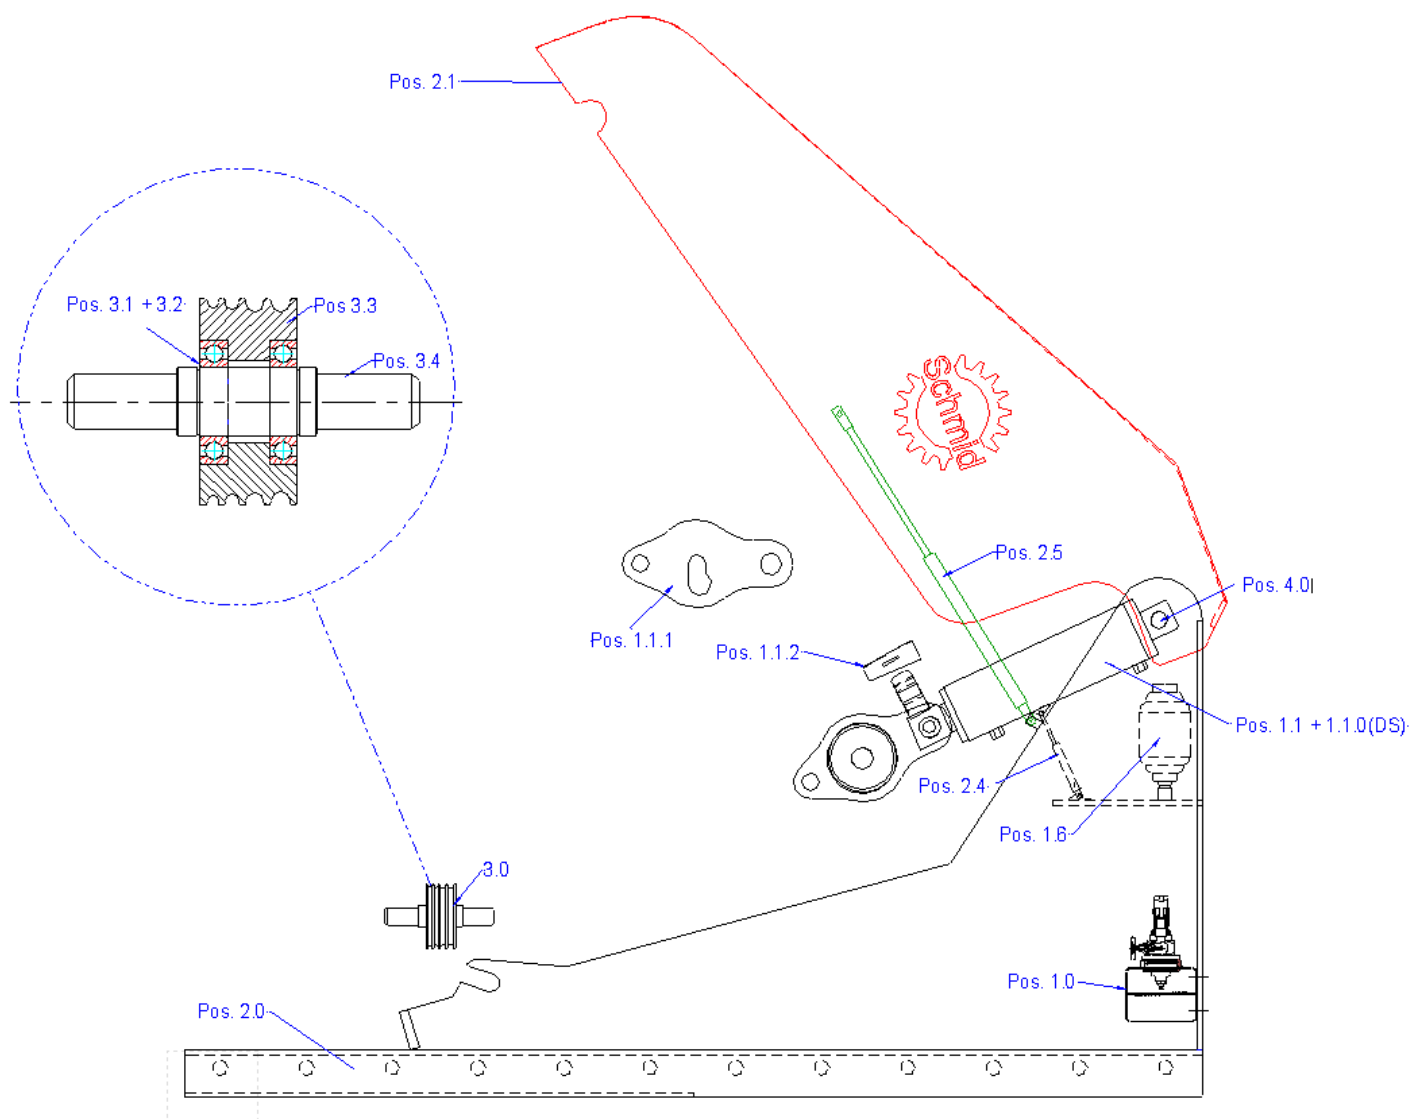 Pos. 2.1
Pos. 3.1 +3.2
Pos 3.3
Pos. 3.4
Schmid
Pos. 2.5
Pos. 4.0
Pos. 1.1.1
Pos. 1.1.2
Pos. 1.1 + 1.1.0(DS)
Pos. 2.4
Pos. 1.6
3.0
Pos. 1.0
Pos. 2.0